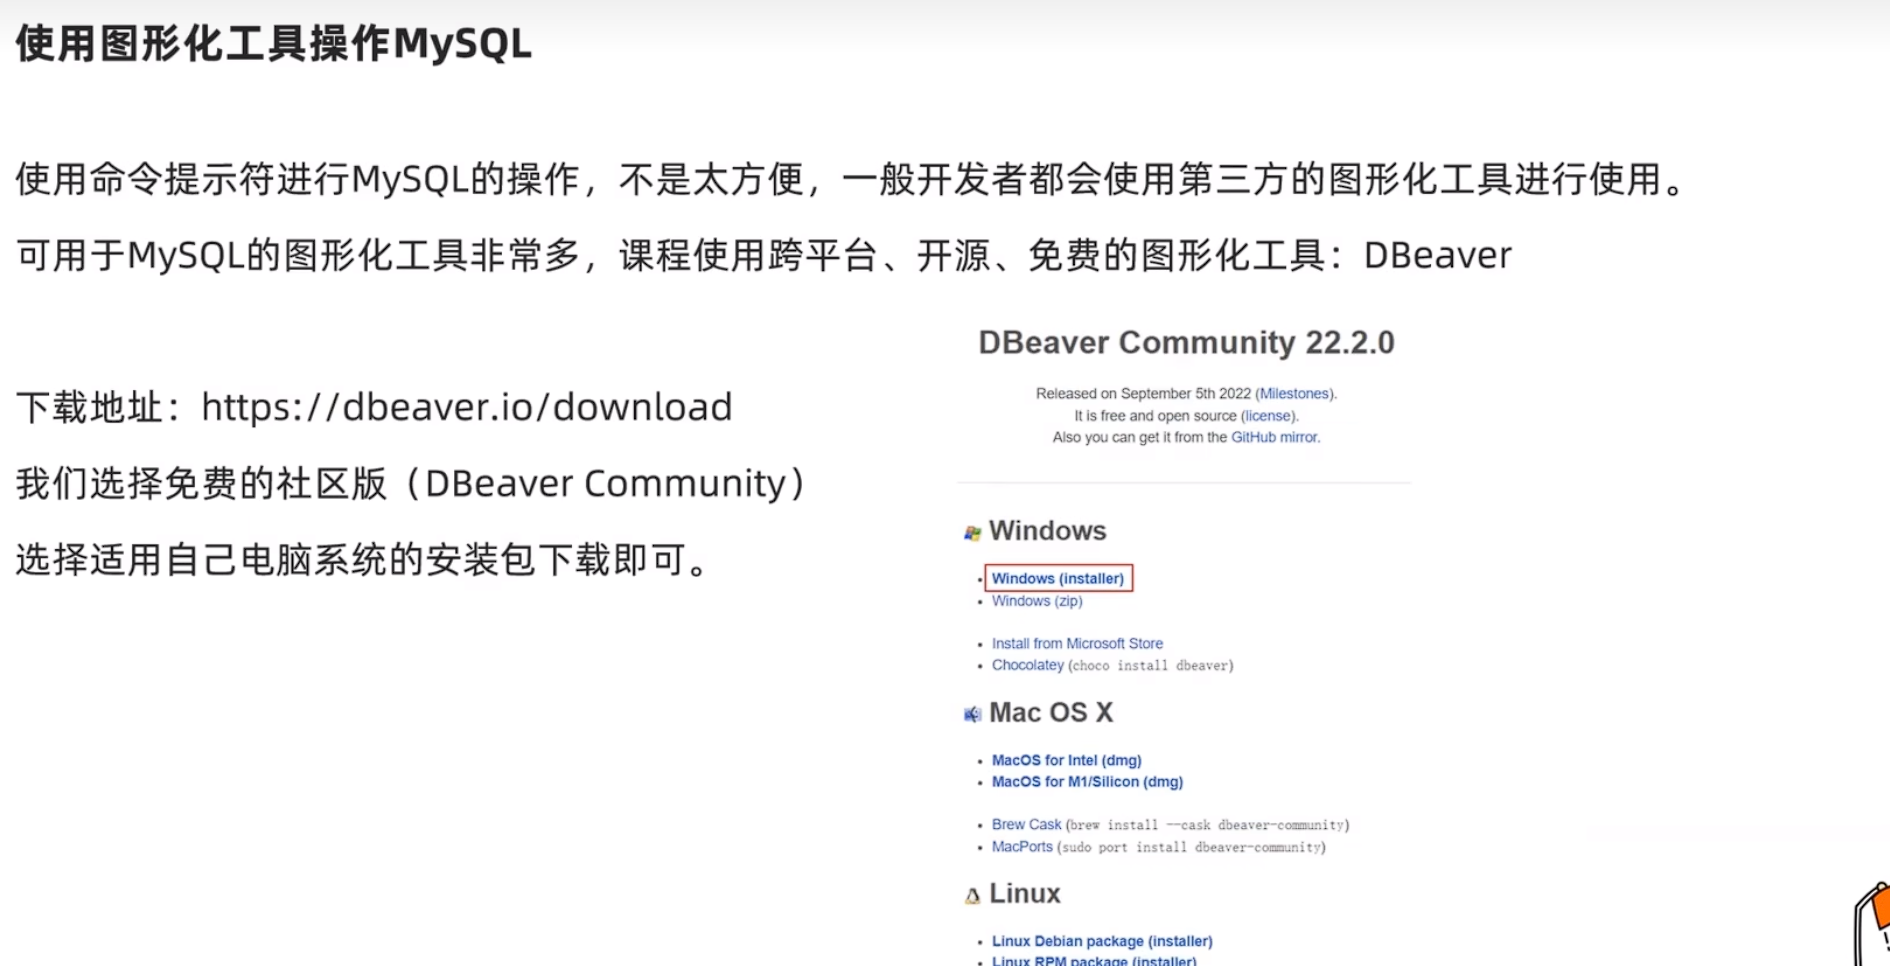 使用图形化工具操作MySQL
使用命令提示符进行MySQL的操作，不是太方便，一般开发者都会使用第三方的图形化工具进行使用。
可用于MySQL的图形化工具非常多，课程使用跨平台、开源、免费的图形化工具：DBeaver
下载地址：https://dbeaver.io/download
我们选择免费的社区版（DBeaver Community）
选择适用自己电脑系统的安装包下载即可。
DBeaver Community 22.2.0
Released on September 5th 2022 (Milestones).
It is free and open source (license).
Also you can get it from the GitHub mirror.
Windows
Windows (installer)
Windows (zip)
Install from Microsoft Store
Chocolatey (choco install dbeaver)
Mac OS X
MacOS for Intel (dmg)
MacOS for M1/Silicon (dmg)
Brew Cask (brew install --cask dbeaver-community)
MacPorts (sudo port install dbeaver-community)
Linux
Linux Debian package (installer)
Linux RPM package (installer)